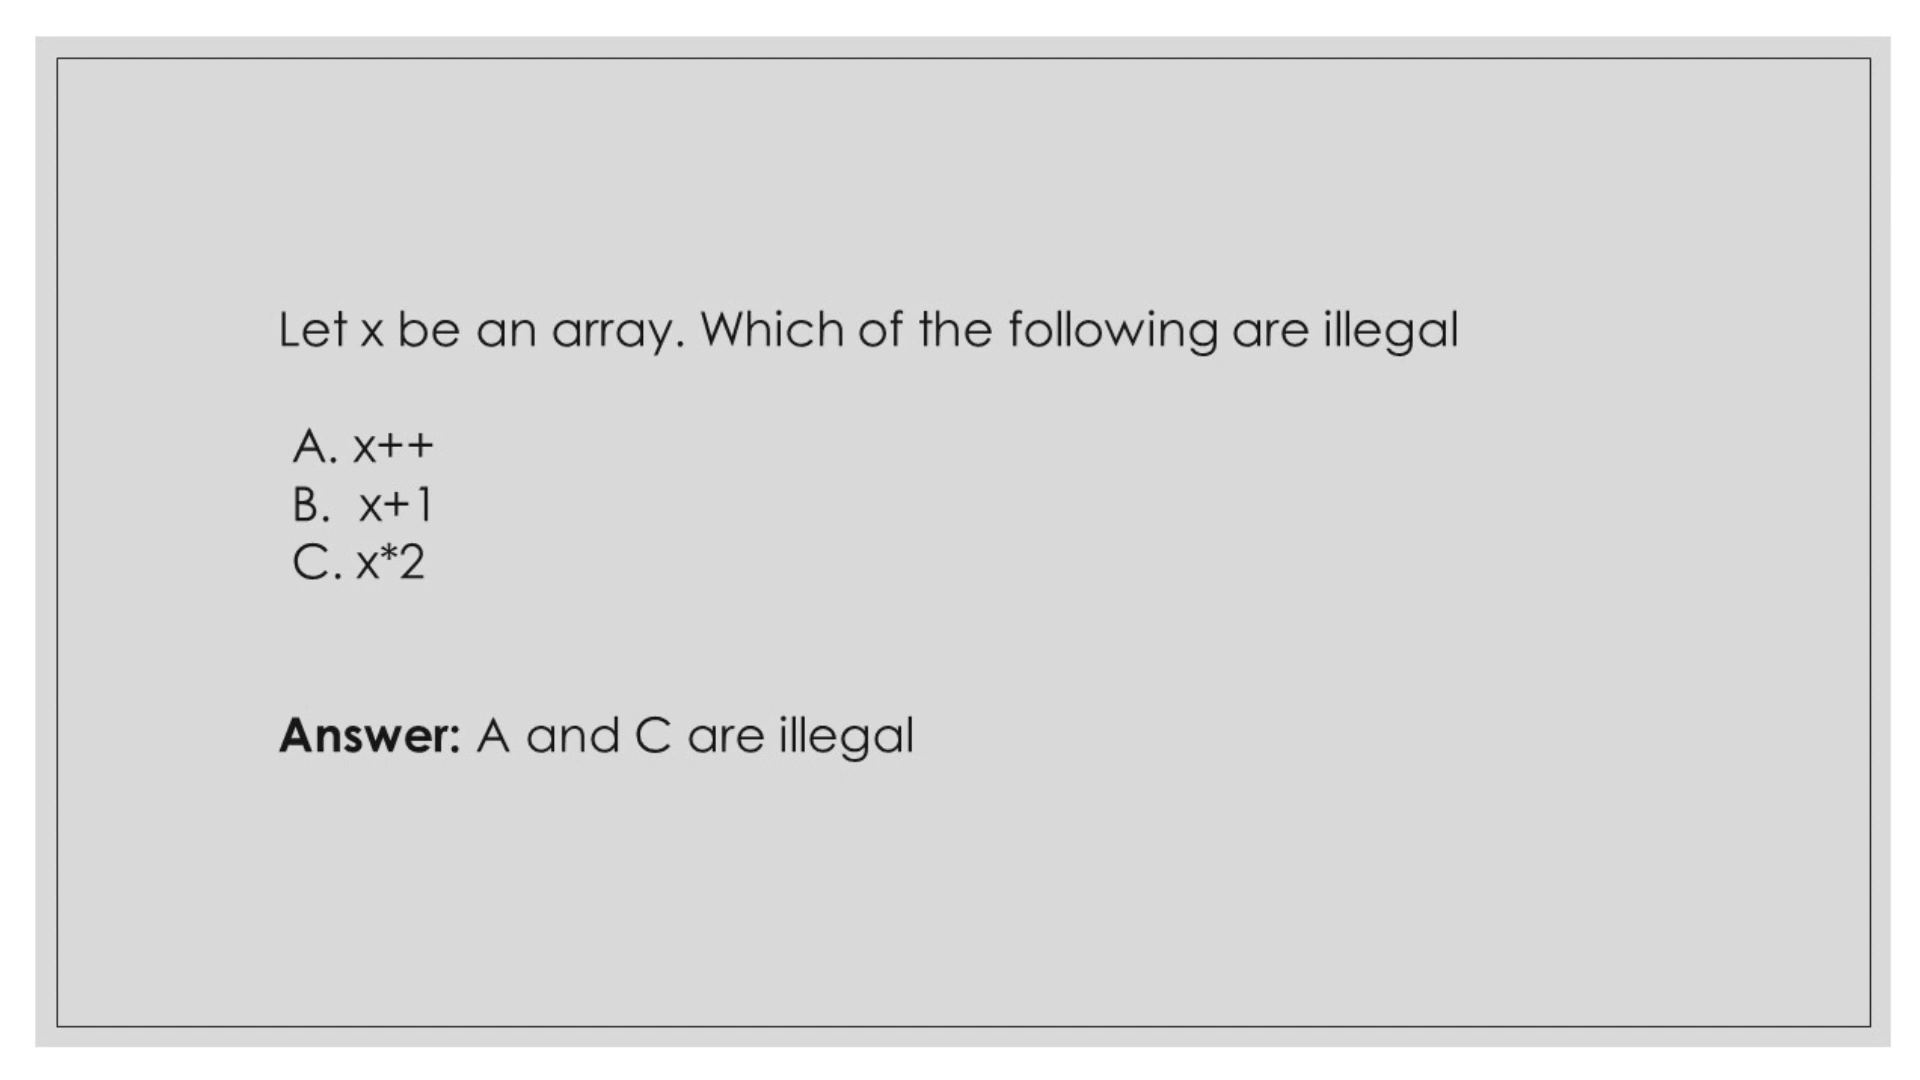 Let x be an array. Which of the following are illegal
A. x++
B. x+1
C. x*2
Answer: A and C are illegal